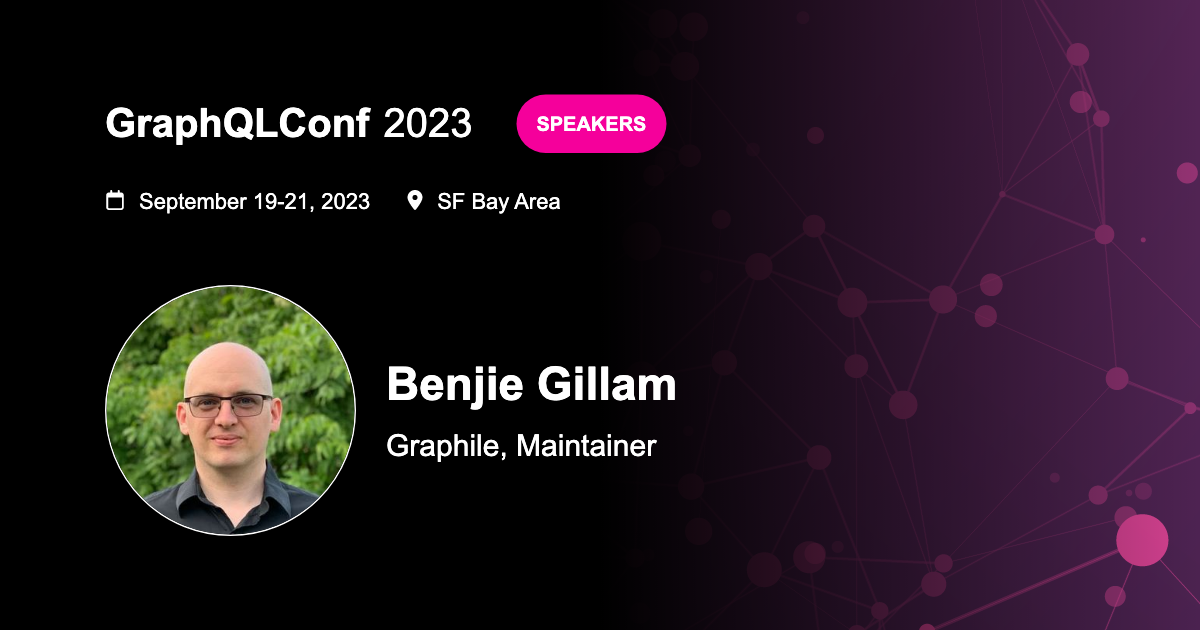 GraphQLConf 2023 SPEAKERS
September 19-21, 2023 SF Bay Area
Benjie Gillam
Graphile, Maintainer